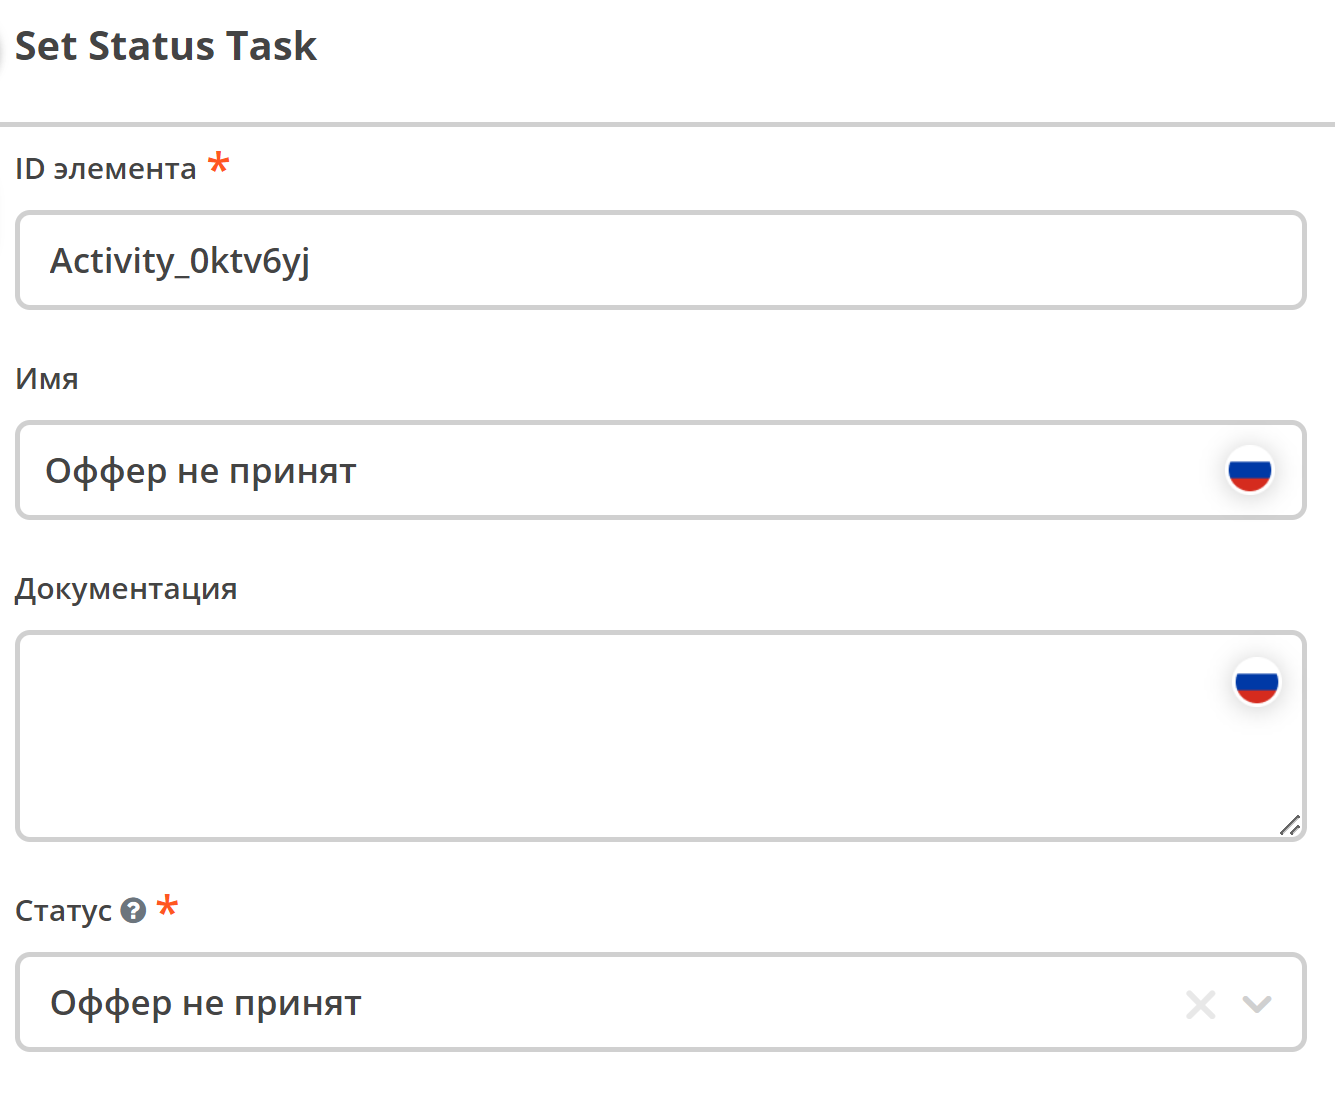 Set Status Task
ID элемента *
Activity_0ktv6yj
Имя
Оффер не принят
Документация
Статус ? *
Оффер не принят